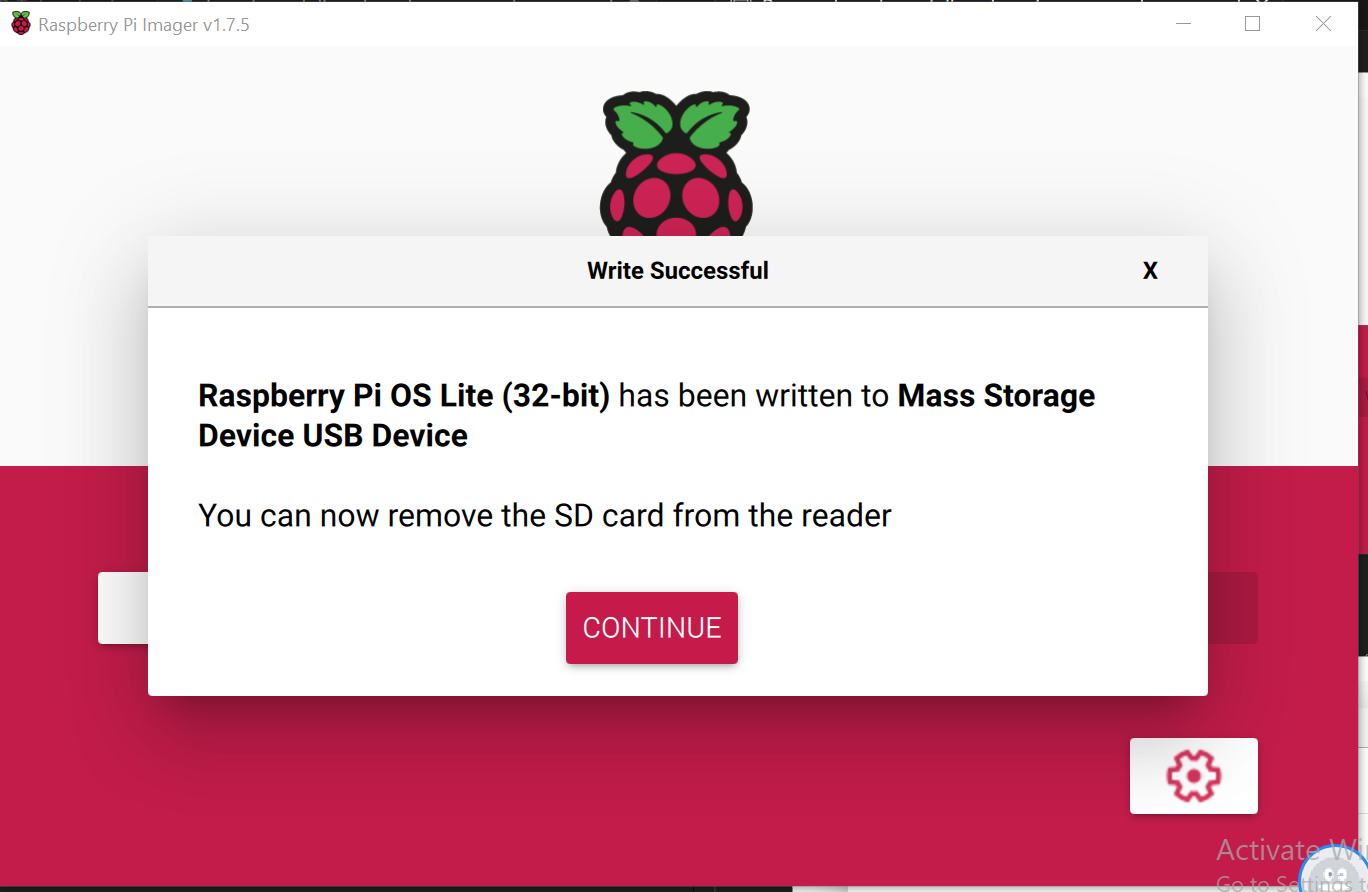 Raspberry Pi Imager v1.7.5
Write Successful
X
Raspberry Pi OS Lite (32-bit) has been written to Mass Storage
Device USB Device
You can now remove the SD card from the reader
CONTINUE
Activate
Go to Settings